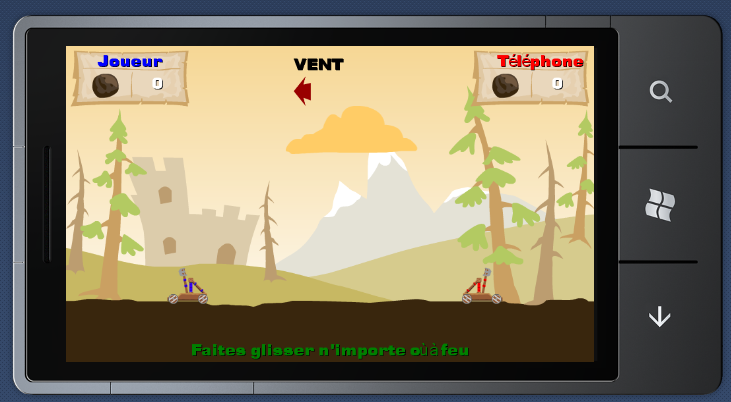 Joueur
0
VENT
Téléphone
0
Faites glisser n'importe où à feu